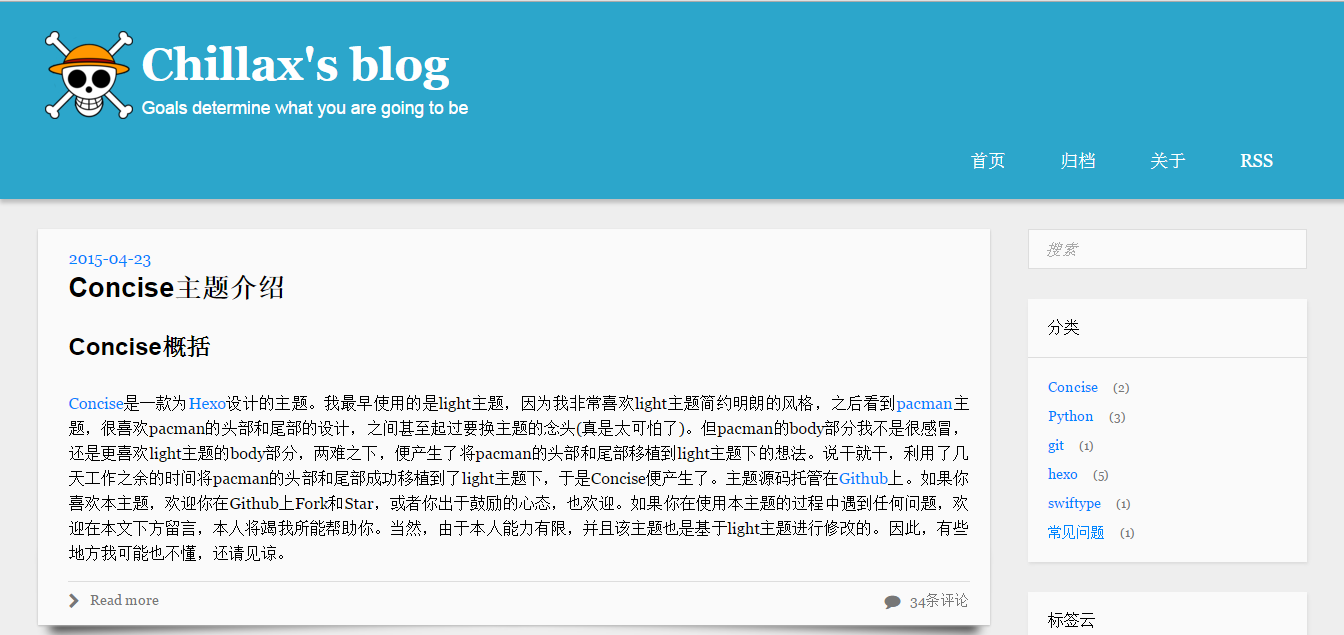 Chillax's blog
Goals determine what you are going to be
首页 归档 关于 RSS
2015-04-23
Concise主题介绍
Concise概括
Concise是一款为Hexo设计的主题。我最早使用的是light主题，因为我非常喜欢light主题简约明朗的风格，之后看到pacman主
题，很喜欢pacman的头部和尾部的设计，之间甚至起过要换主题的念头(真是太可怕了)。但pacman的body部分我不是很感冒，
还是更喜欢light主题的body部分，两难之下，便产生了将pacman的头部和尾部移植到light主题下的想法。说干就干，利用了几
天工作之余的时间将pacman的头部和尾部成功移植到了light主题下，于是Concise便产生了。主题源码托管在Github上。如果你
喜欢本主题，欢迎你在Github上Fork和Star，或者你出于鼓励的心态，也欢迎。如果你在使用本主题的过程中遇到任何问题，欢
迎在本文下方留言，本人将竭我所能帮助你。当然，由于本人能力有限，并且该主题也是基于light主题进行修改的。因此，有些
地方我可能也不懂，还请见谅。
Read more
34条评论
搜索
分类
Concise (2)
Python (3)
git (1)
hexo (5)
swiftype (1)
常见问题 (1)
标签云